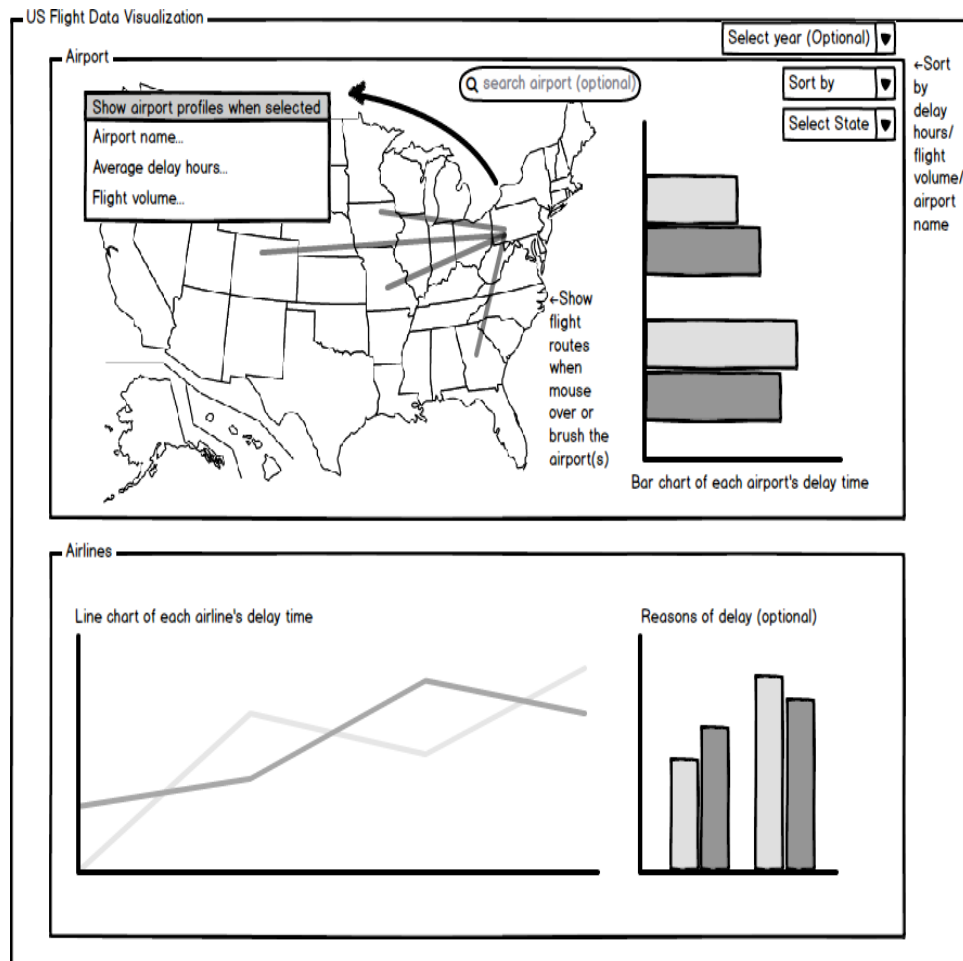 US Flight Data Visualization
Select year (Optional)
Airport
search airport (optional)
Sort by
Select State
←Sort
by
delay
hours/
flight
volume/
airport
name
Show airport profiles when selected
Airport name...
Average delay hours...
Flight volume...
←Show
flight
routes
when
mouse
over or
brush the
airport(s)
Bar chart of each airport's delay time
Airlines
Line chart of each airline's delay time
Reasons of delay (optional)